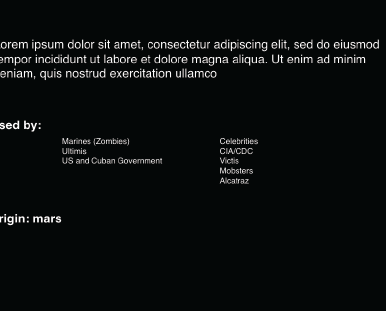 orem ipsum dolor sit amet, consectetur adipiscing elit, sed do eiusmod
empor incididunt ut labore et dolore magna aliqua. Ut enim ad minim
eniam, quis nostrud exercitation ullamco
sed by:
Marines (Zombies)
Ultimis
US and Cuban Government
Celebrities
CIA/CDC
Victis
Mobsters
Alcatraz
rigin: mars